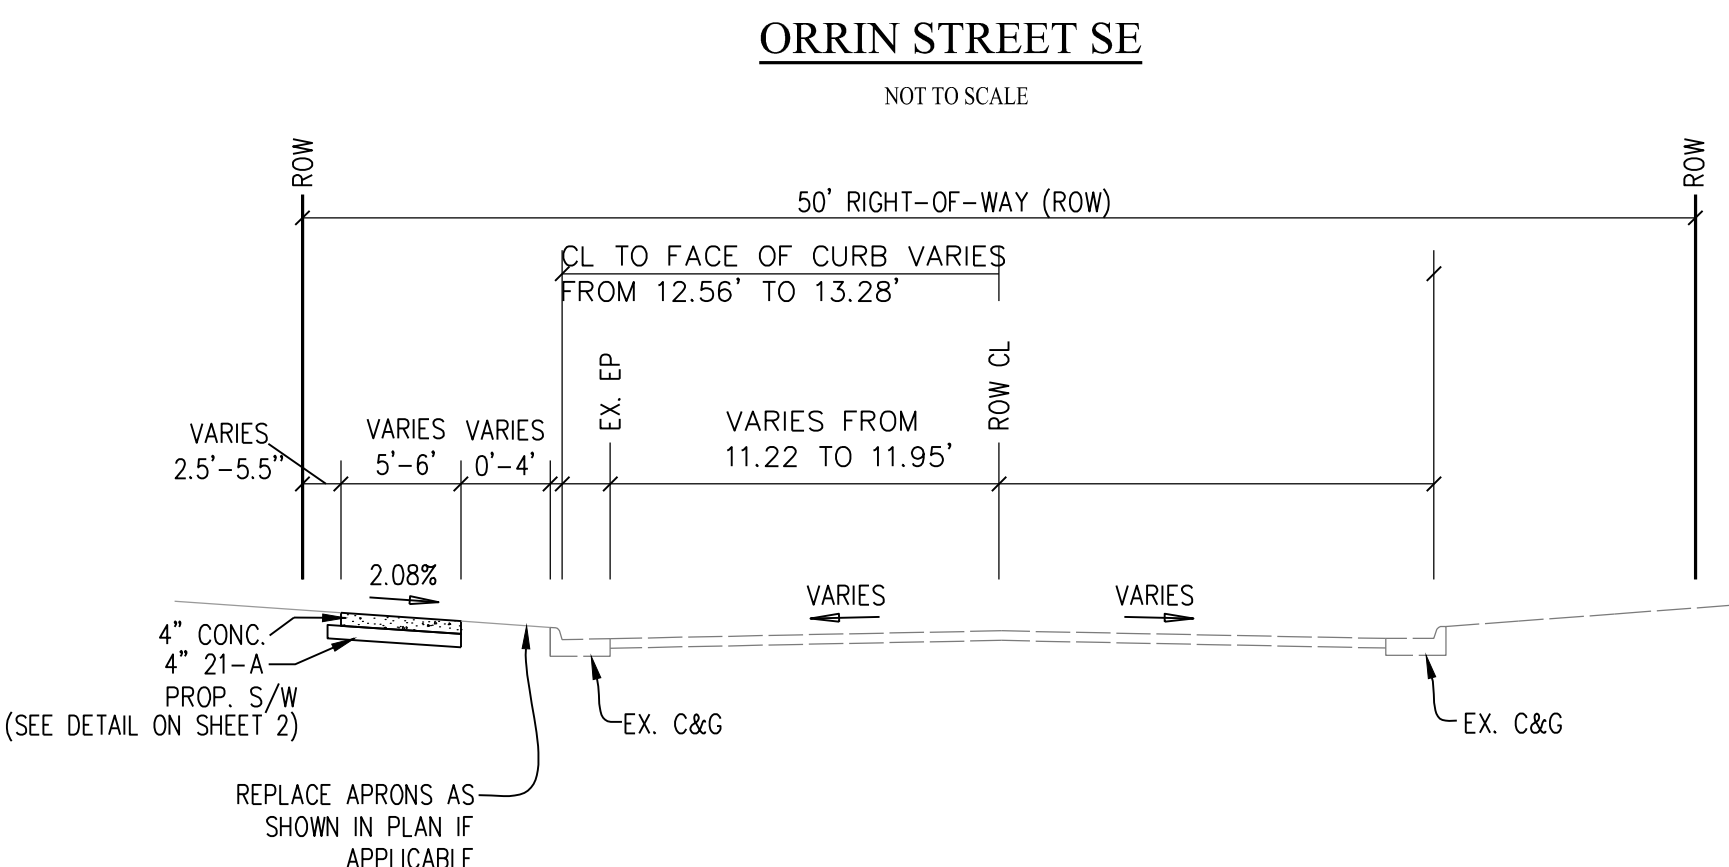 ORRIN STREET SE
NOT TO SCALE
ROW
ROW
50' RIGHT-OF-WAY (ROW)
CL TO FACE OF CURB VARIES
FROM 12.56' TO 13.28'
EX. EP
ROW CL
VARIES
2.5'-5.5"
VARIES
5'-6'
VARIES
0'-4'
VARIES FROM
11.22 TO 11.95'
2.08%
VARIES
VARIES
4" CONC.
4" 21-A
PROP. S/W
(SEE DETAIL ON SHEET 2)
EX. C&G
EX. C&G
REPLACE APRONS AS
SHOWN IN PLAN IF
APPLICABLE